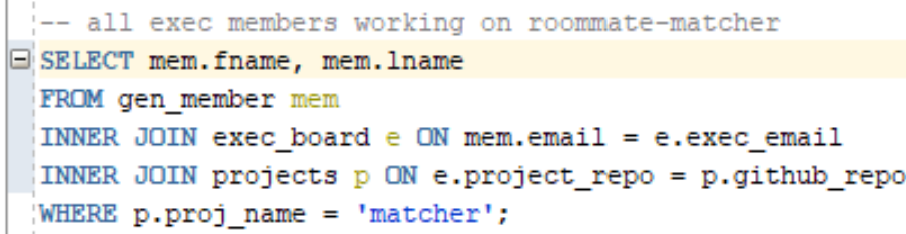 -- all exec members working on roommate-matcher
SELECT mem.fname, mem.lname
FROM gen_member mem
INNER JOIN exec_board e ON mem.email = e.exec_email
INNER JOIN projects p ON e.project_repo = p.github_repo
WHERE p.proj_name = 'matcher';